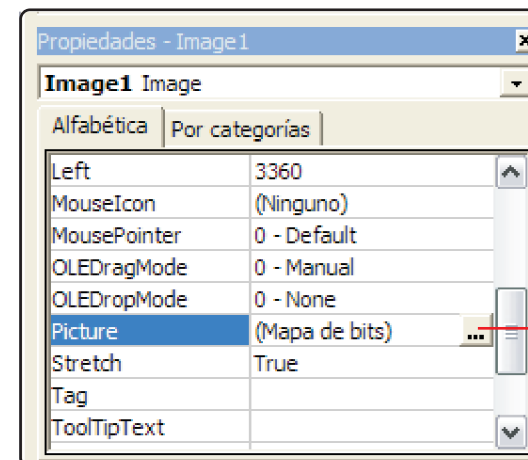 Propiedades - Image1
Image1 Image
Alfabética Por categorías
Left 3360
MouseIcon (Ninguno)
MousePointer 0 - Default
OLEDragMode 0 - Manual
OLEDropMode 0 - None
Picture (Mapa de bits) ...
Stretch True
Tag
ToolTipText